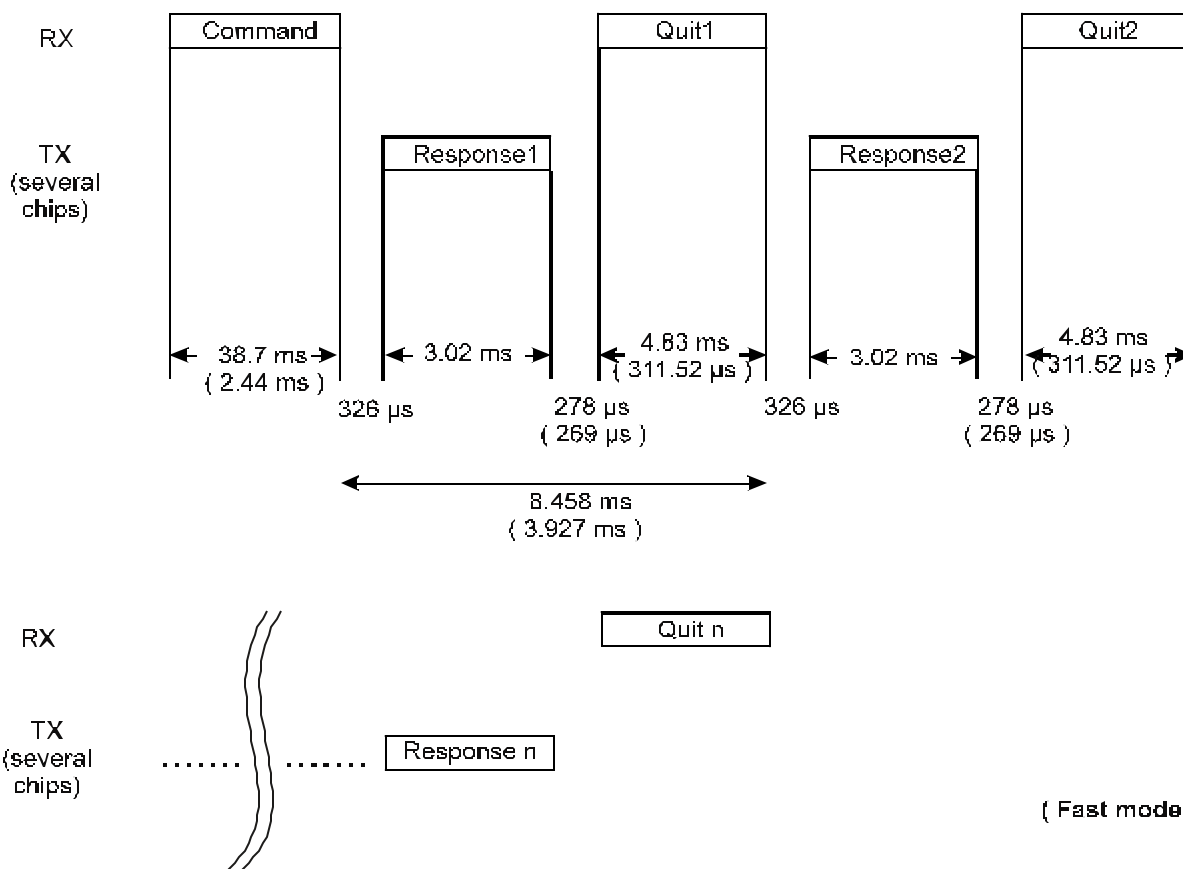 RX
Command
Quit1
Quit2
TX
(several
chips)
Response1
Response2
38.7 ms
( 2.44 ms )
3.02 ms
4.83 ms
( 311.52 µs )
3.02 ms
4.83 ms
( 311.52 µs )
326 µs
278 µs
( 269 µs )
326 µs
278 µs
( 269 µs )
8.458 ms
( 3.927 ms )
RX
Quit n
TX
(several
chips)
Response n
( Fast mode